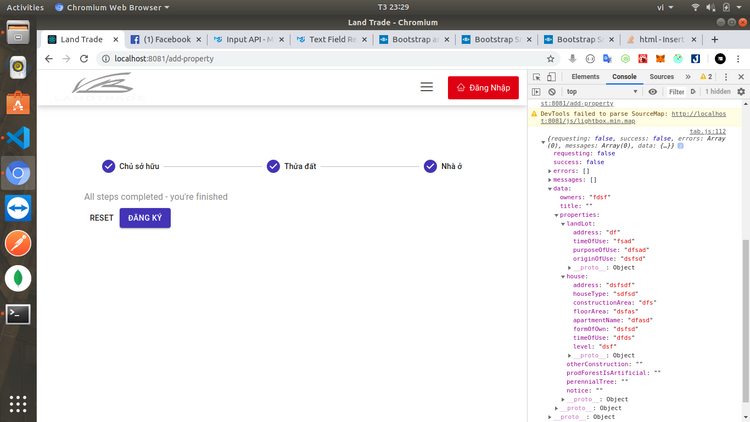 Activities Chromium Web Browser T3 23:29 vi
Land Trade - Chromium
Land Trade (1) Facebook Input API - M Text Field Re Bootstrap an Bootstrap S Bootstrap S html - Insert
localhost:8081/add-property
Elements Console Sources 2
top Filter D 1 hidden
st:8081/add-property
DevTools failed to parse SourceMap: http://localhos
t:8081/js/lightbox.min.map
tab.js:112
{requesting: false, success: false, errors: Array
(0), messages: Array(0), data: {…}}
requesting: false
success: false
errors: []
messages: []
data:
owners: "fdsf"
title: ""
properties:
landLot:
address: "df"
timeOfUse: "fsad"
purposeOfUse: "dfsad"
originOfUse: "dsfsd"
__proto__: Object
house:
address: "dsfsdf"
houseType: "sdfsd"
constructionArea: "dfs"
floorArea: "dsfas"
apartmentName: "dfasd"
formOfOwn: "dsfsd"
timeOfUse: "dfds"
level: "dsf"
__proto__: Object
otherConstruction: ""
prodForestIsArtificial: ""
perennialTree: ""
notice: ""
__proto__: Object
__proto__: Object
__proto__: Object
Đăng Nhập
Chủ sở hữu Thửa đất Nhà ở
All steps completed - you're finished
RESET ĐĂNG KÝ